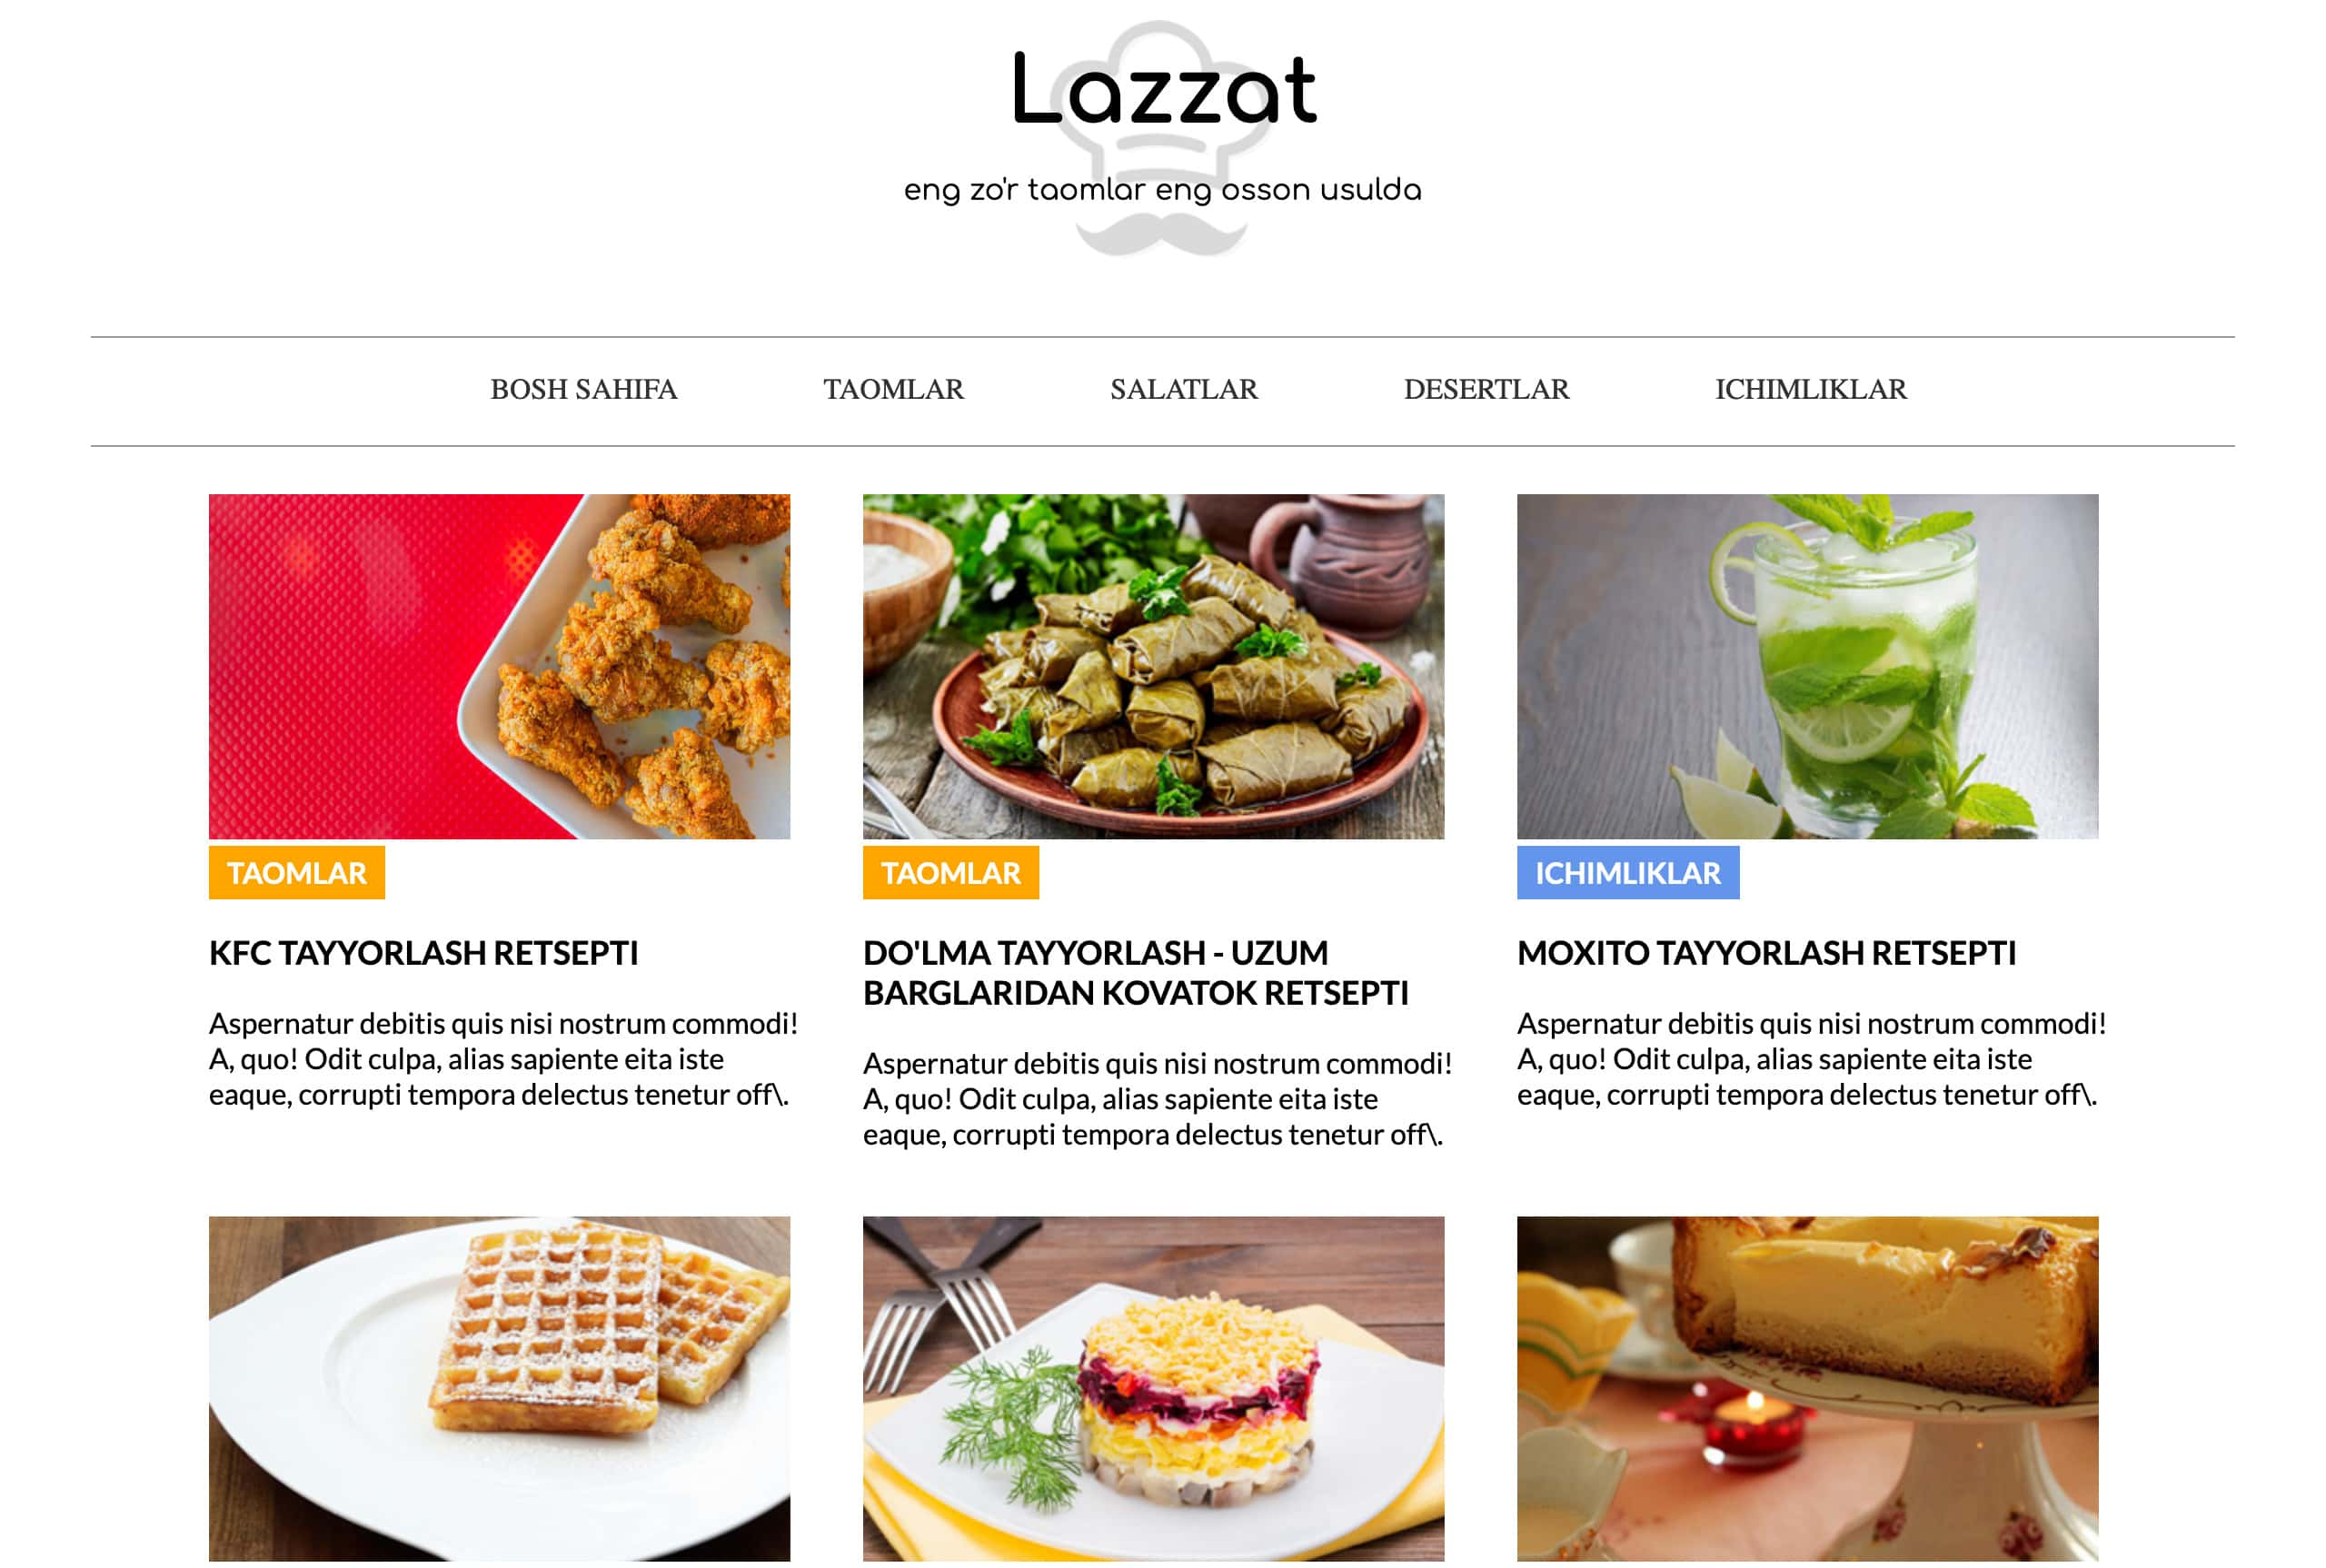 Lazzat
eng zo'r taomlar eng osson usulda
BOSH SAHIFA
TAOMLAR
SALATLAR
DESERTLAR
ICHIMLIKLAR
TAOMLAR
KFC TAYYORLASH RETSEPTI
Aspernatur debitis quis nisi nostrum commodi!
A, quo! Odit culpa, alias sapiente eita iste
eaque, corrupti tempora delectus tenetur off\.
TAOMLAR
DO'LMA TAYYORLASH - UZUM
BARGLARIDAN KOVATOK RETSEPTI
Aspernatur debitis quis nisi nostrum commodi!
A, quo! Odit culpa, alias sapiente eita iste
eaque, corrupti tempora delectus tenetur off\.
ICHIMLIKLAR
MOXITO TAYYORLASH RETSEPTI
Aspernatur debitis quis nisi nostrum commodi!
A, quo! Odit culpa, alias sapiente eita iste
eaque, corrupti tempora delectus tenetur off\.